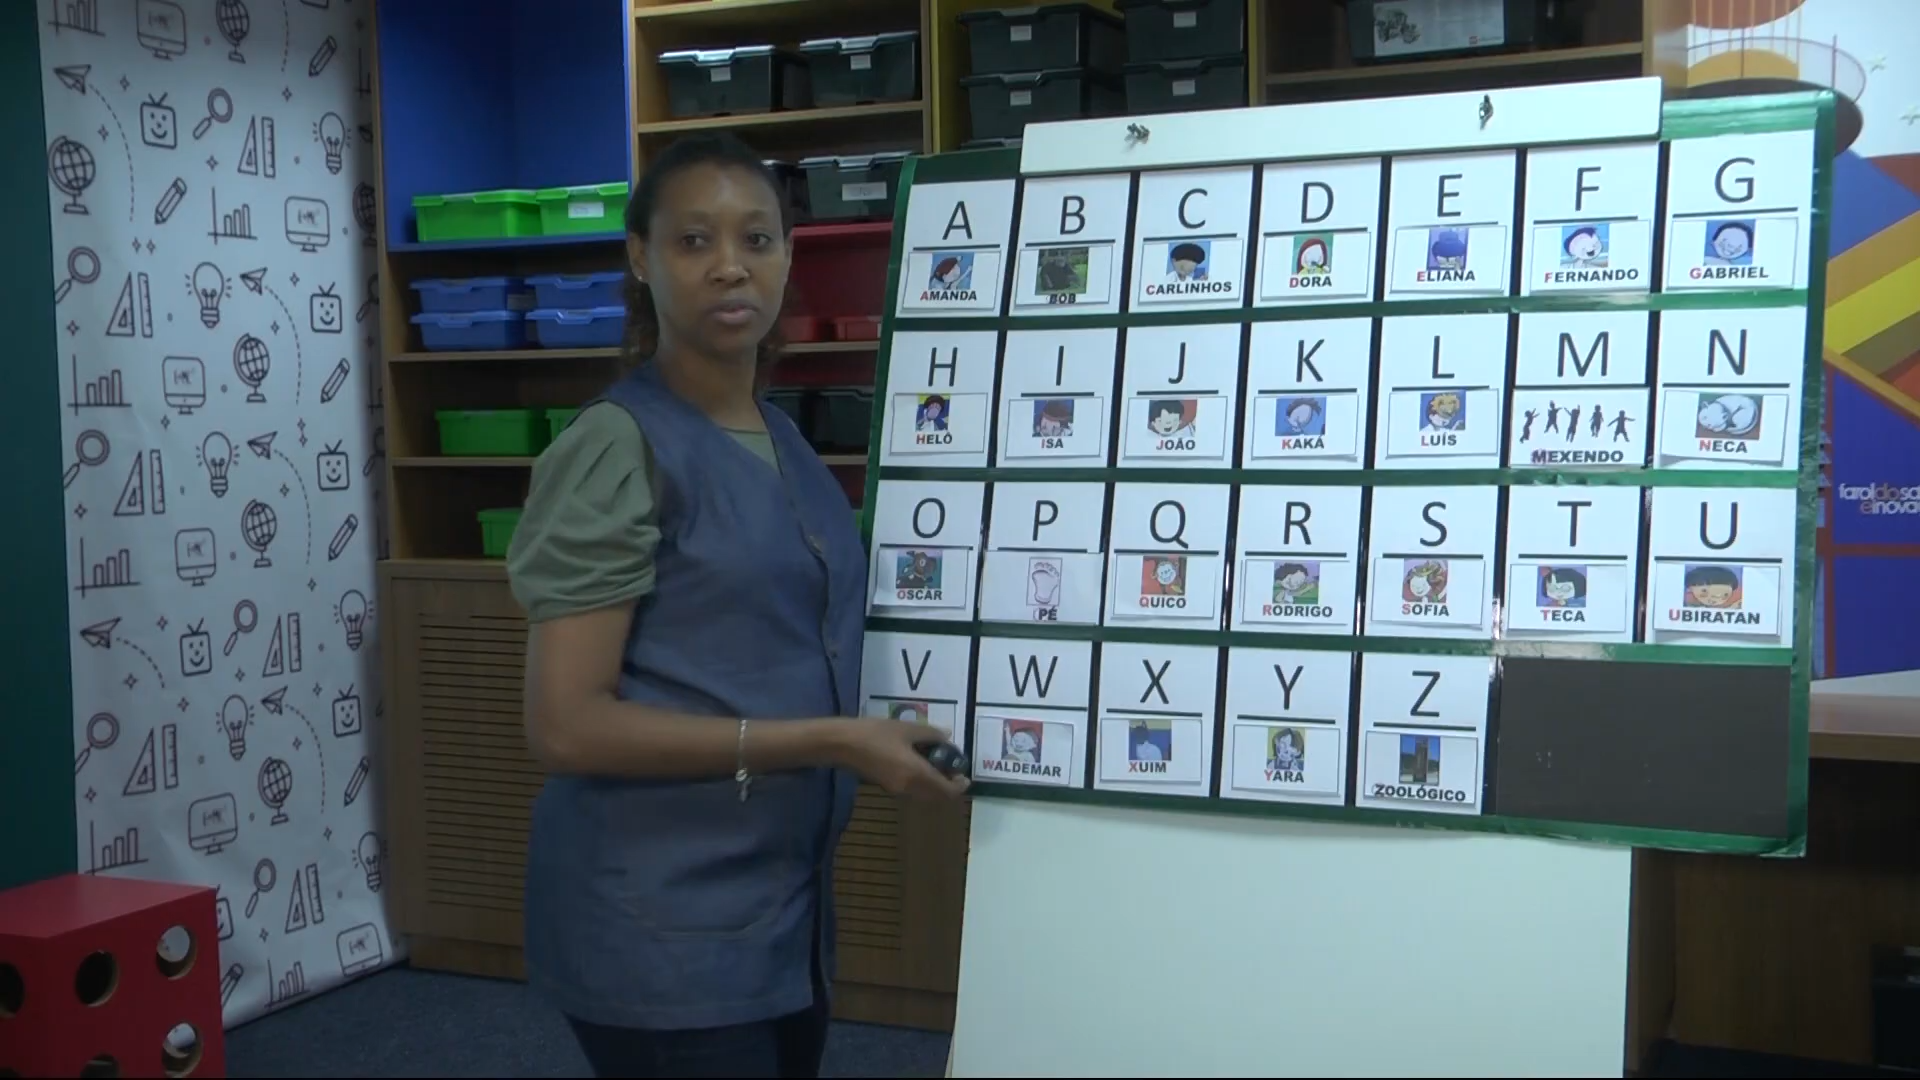 A
AMANDA
B
BOB
C
CARLINHOS
D
DORA
E
ELIANA
F
FERNANDO
G
GABRIEL
H
HELÔ
I
ISA
J
JOÃO
K
KAKÁ
L
LUÍS
M
MEXENDO
N
NECA
O
OSCAR
P
PÉ
Q
QUICO
R
RODRIGO
S
SOFIA
T
TECA
U
UBIRATAN
V
W
WALDEMAR
X
XUIM
Y
YARA
Z
ZOOLÓGICO